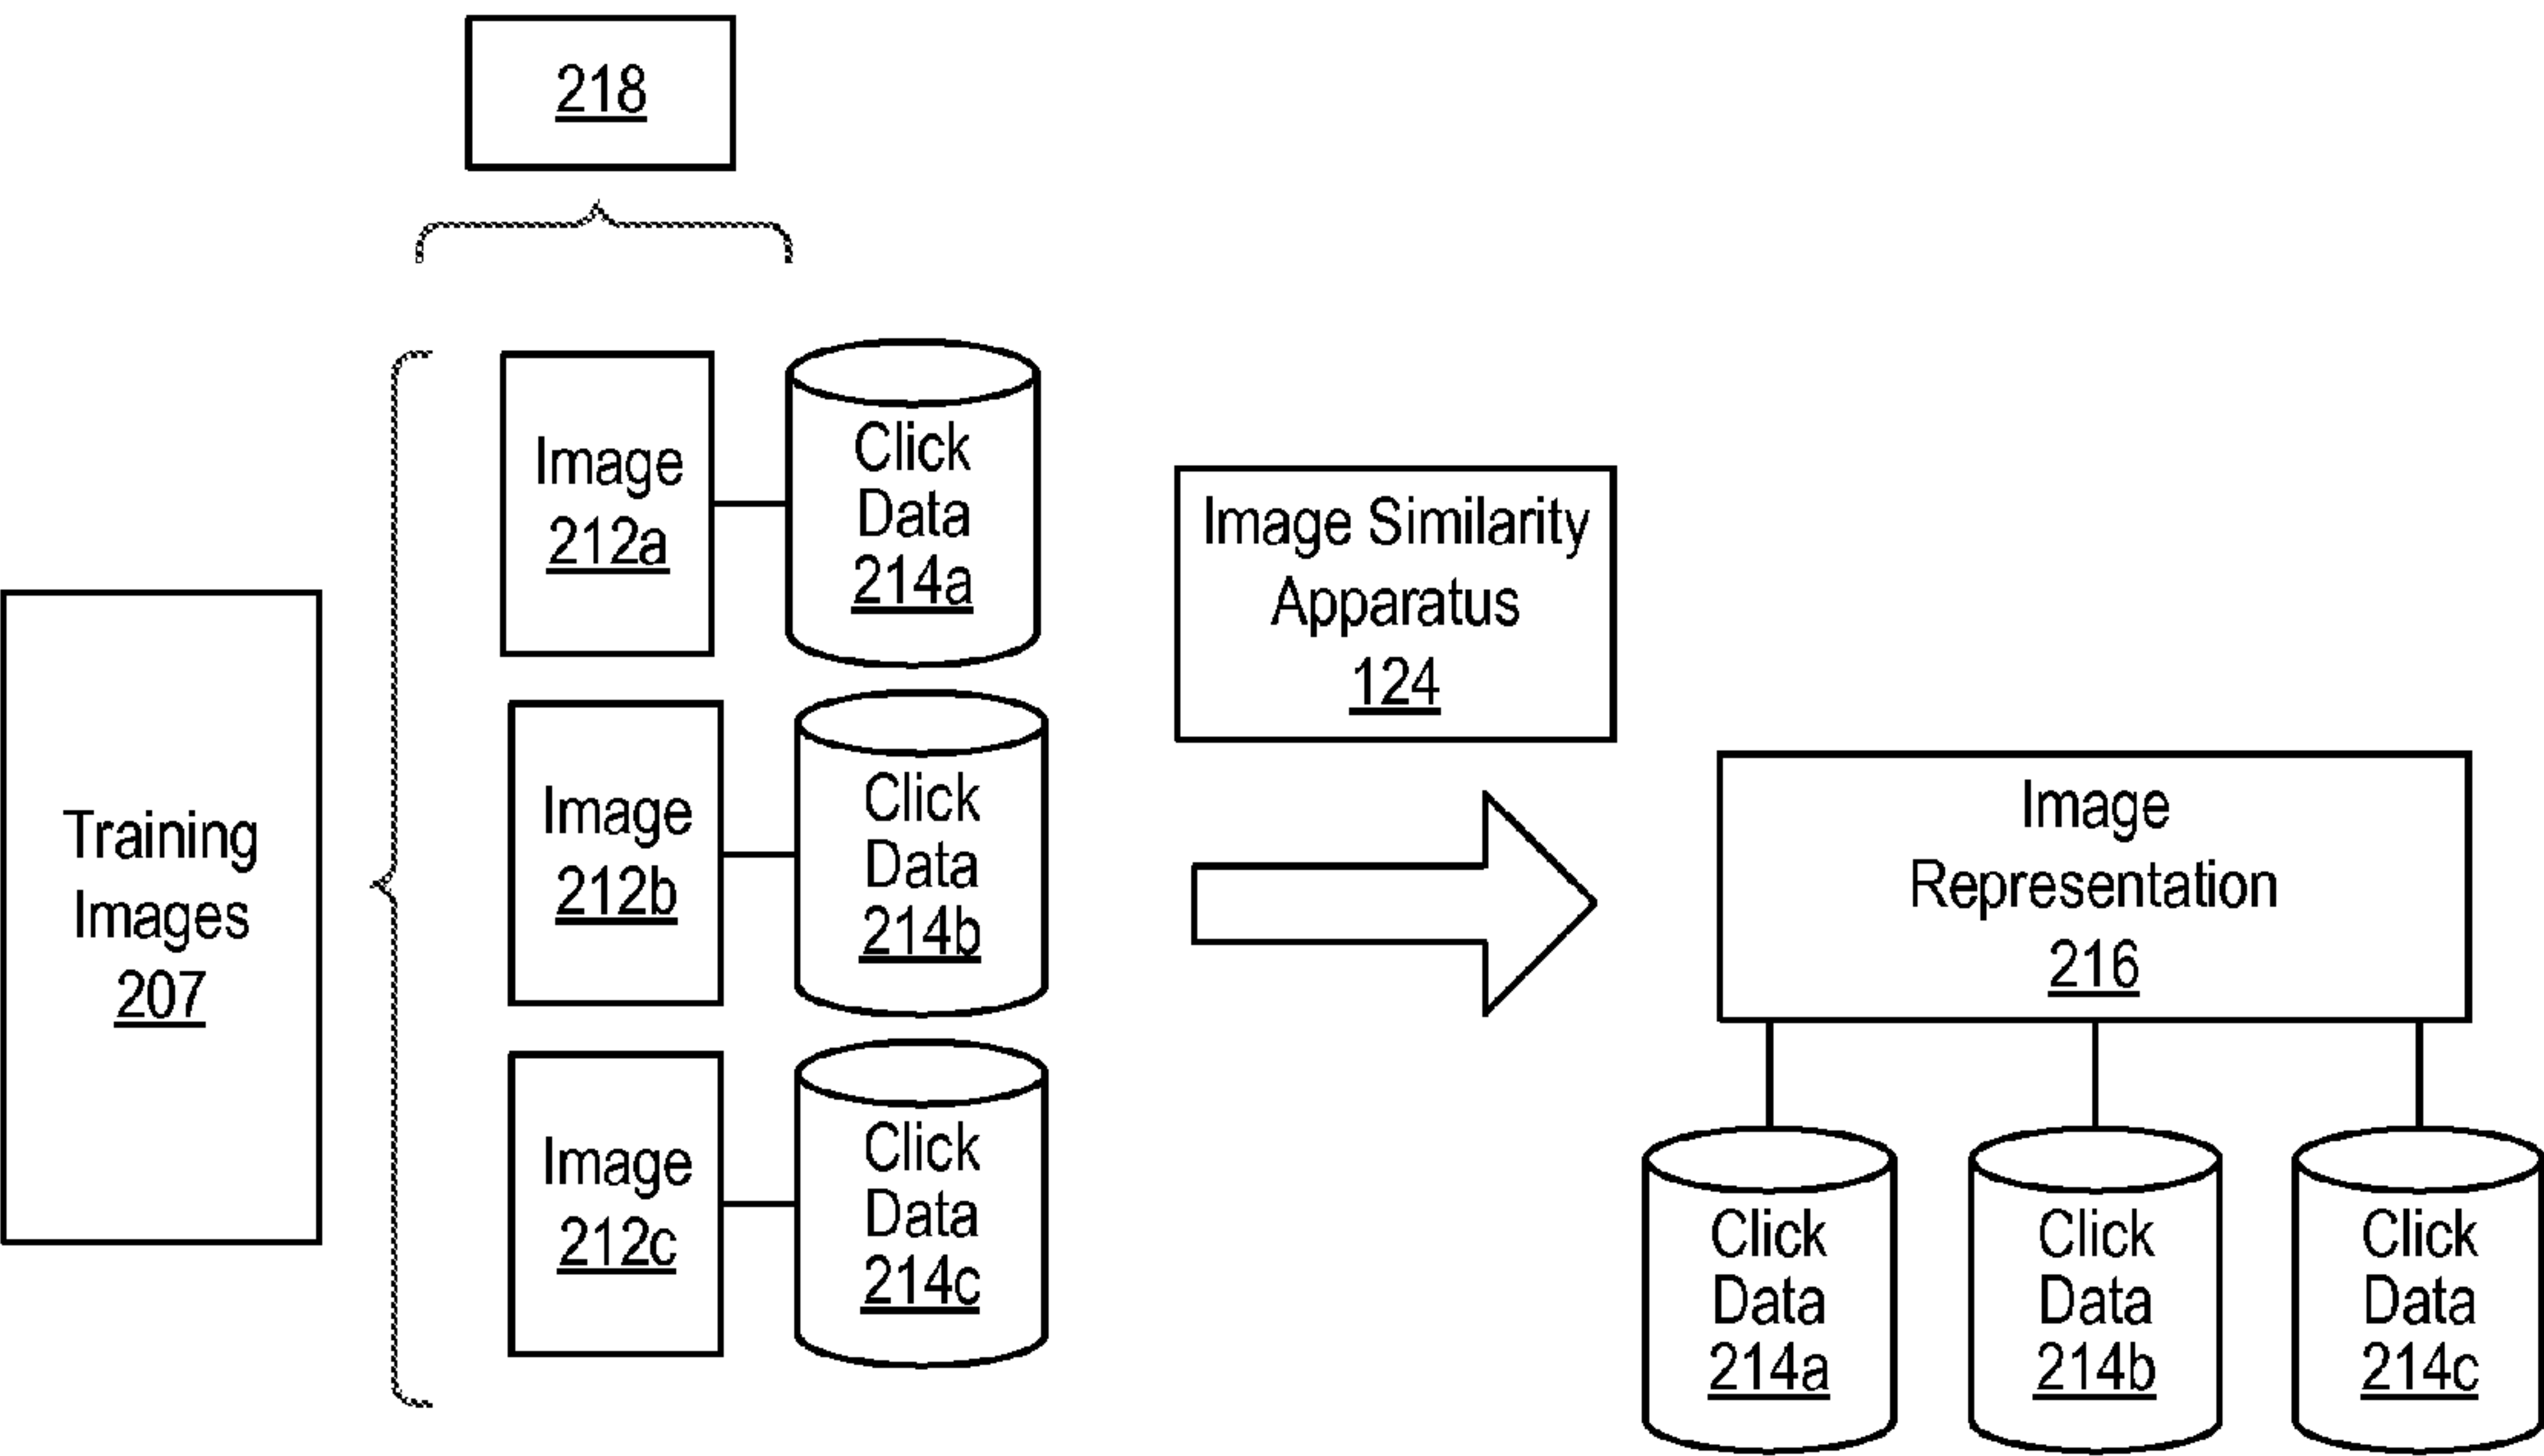 218
Image
212a
Click
Data
214a
Image Similarity
Apparatus
124
Training
Images
207
Image
212b
Click
Data
214b
Image
Representation
216
Image
212c
Click
Data
214c
Click
Data
214a
Click
Data
214b
Click
Data
214c